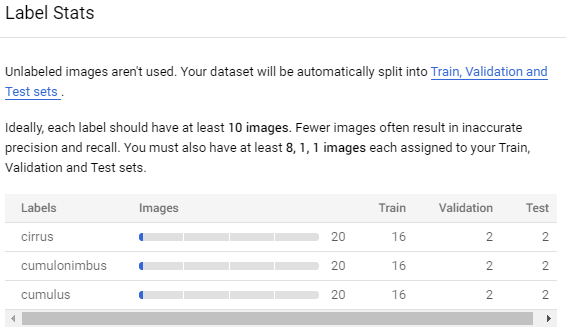 Label Stats
Unlabeled images aren't used. Your dataset will be automatically split into Train, Validation and
Test sets .
Ideally, each label should have at least 10 images. Fewer images often result in inaccurate
precision and recall. You must also have at least 8, 1, 1 images each assigned to your Train,
Validation and Test sets.
Labels Images Train Validation Test
cirrus 20 16 2 2
cumulonimbus 20 16 2 2
cumulus 20 16 2 2